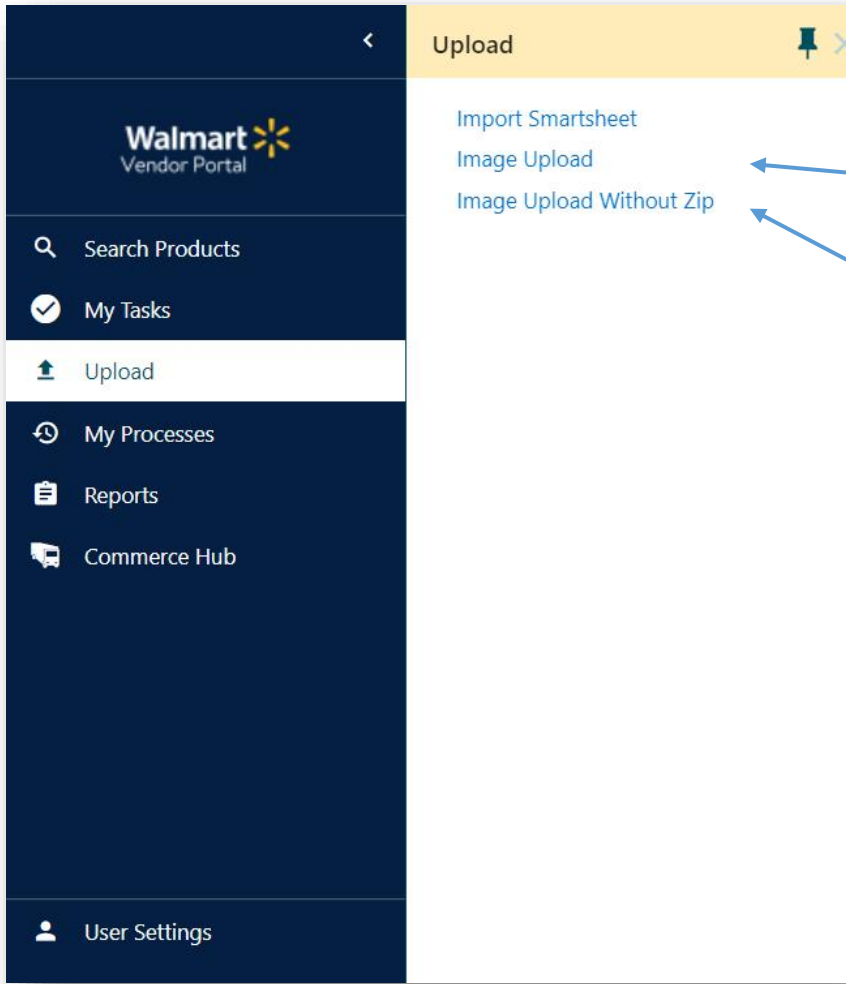 Walmart
Vendor Portal
Search Products
My Tasks
Upload
My Processes
Reports
Commerce Hub
User Settings
Upload
Import Smartsheet
Image Upload
Image Upload Without Zip